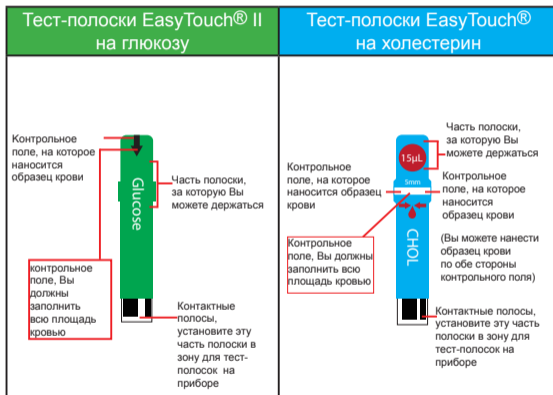 Тест-полоски EasyTouch® II
на глюкозу
Контрольное
поле, на которое
наносится
образец крови
Glucose
Часть полоски,
за которую Вы
можете держаться
контрольное
поле, Вы
должны
заполнить
всю площадь
кровью
Контактные
полосы,
установите эту
часть полоски в
зону для тест-
полосок на
приборе
Тест-полоски EasyTouch®
на холестерин
Часть полоски,
за которую Вы
можете держаться
15µL
5mm
Контрольное
поле, на которое
наносится образец
крови
Контрольное
поле, на которое
наносится
образец крови
(Вы можете нанести
образец крови
по обе стороны
контрольного поля)
CHOL
Контрольное
поле, Вы должны
заполнить всю
площадь кровью
Контактные полосы,
установите эту часть
полоски в зону для
тест-полосок на
приборе